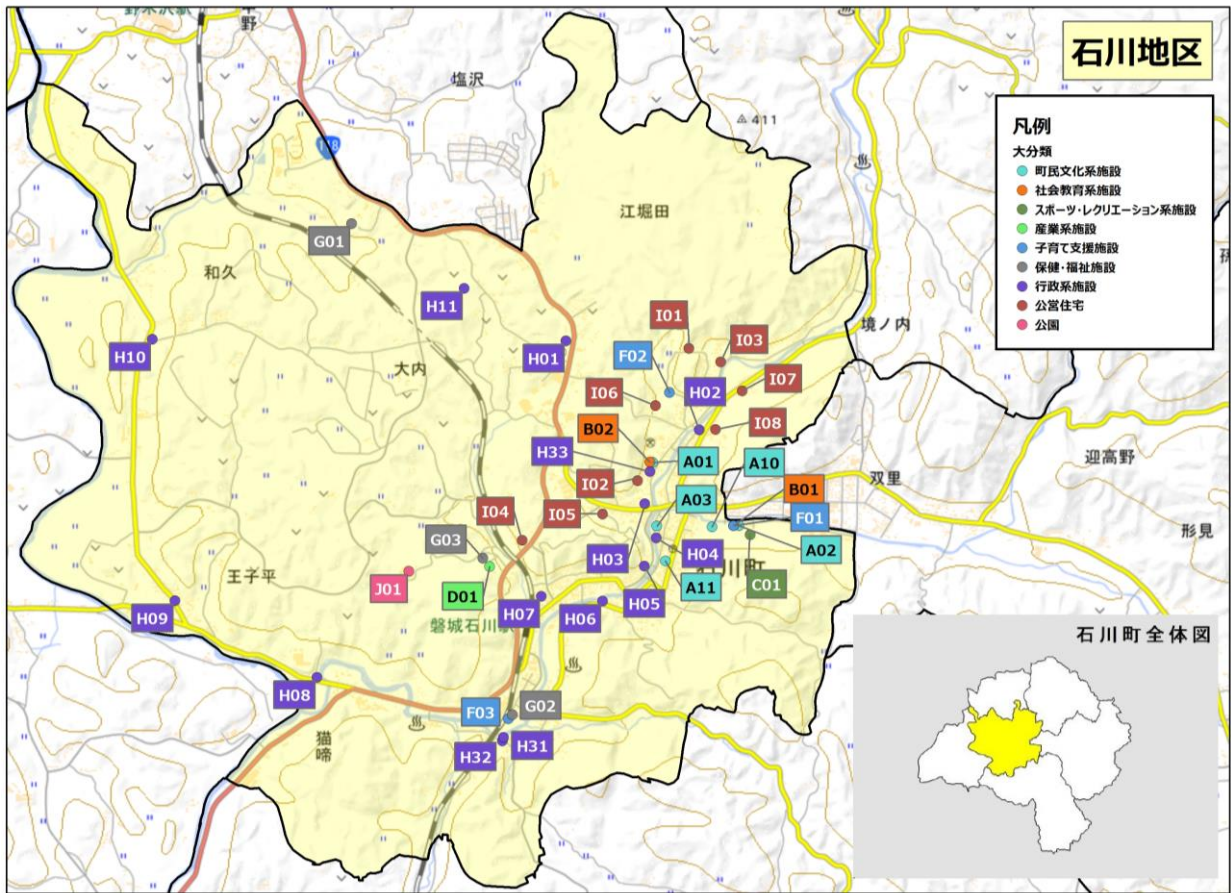 石川地区
凡例
大分類
町民文化系施設
社会教育系施設
スポーツ・レクリエーション系施設
産業系施設
子育て支援施設
保健・福祉施設
行政系施設
公営住宅
公園
塩沢
411
江堀田
G01
和久
H11
I01
境ノ内
H10
H01
F02
I03
大内
I06
H02
I07
B02
I08
H33
A01
A10
迎高野
I02
双里
A03
B01
I04
I05
F01
形見
G03
H03
H04
A02
石川町
王子平
J01
D01
A11
C01
H09
H07
H06
H05
磐城石川駅
石川町全体図
H08
F03
G02
猫啼
H32
H31